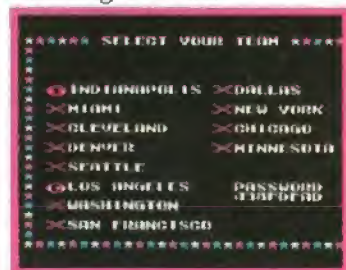 SELECT YOUR TEAM
INDIANAPOLIS DALLAS
MIAMI NEW YORK
CLEVELAND CHICAGO
DENVER MINNESOTA
SEATTLE
LOS ANGELES PASSWORD
WASHINGTON
SAN FRANCISCO